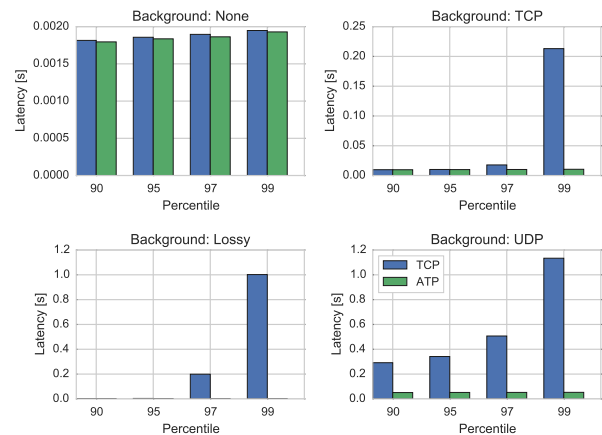 Background: None
Latency [s]
0.0020
0.0015
0.0010
0.0005
0.0000
90 95 97 99
Percentile
Background: TCP
Latency [s]
0.25
0.20
0.15
0.10
0.05
0.00
90 95 97 99
Percentile
Background: Lossy
Latency [s]
1.2
1.0
0.8
0.6
0.4
0.2
0.0
90 95 97 99
Percentile
Background: UDP
Latency [s]
1.2
1.0
0.8
0.6
0.4
0.2
0.0
TCP
ATP
90 95 97 99
Percentile